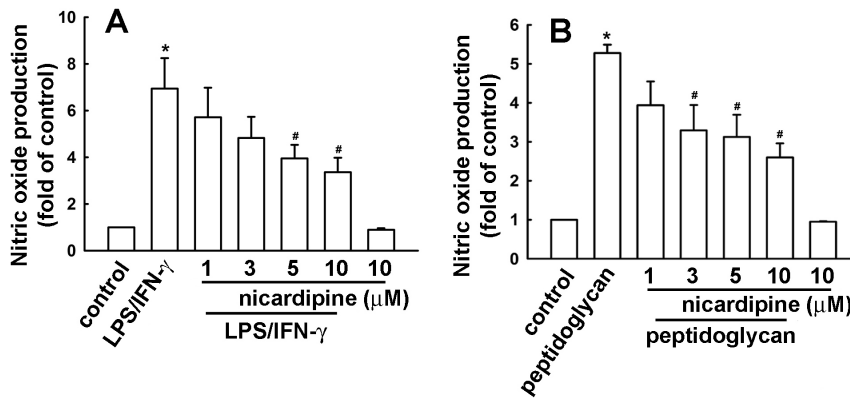 A
Nitric oxide production
(fold of control)
10
8
6
4
2
0
*
#
#
control
LPS/IFN-γ
1 3 5 10 10
nicardipine (μM)
LPS/IFN-γ
B
Nitric oxide production
(fold of control)
6
5
4
3
2
1
0
*
#
#
#
control
peptidoglycan
1 3 5 10 10
nicardipine (μM)
peptidoglycan